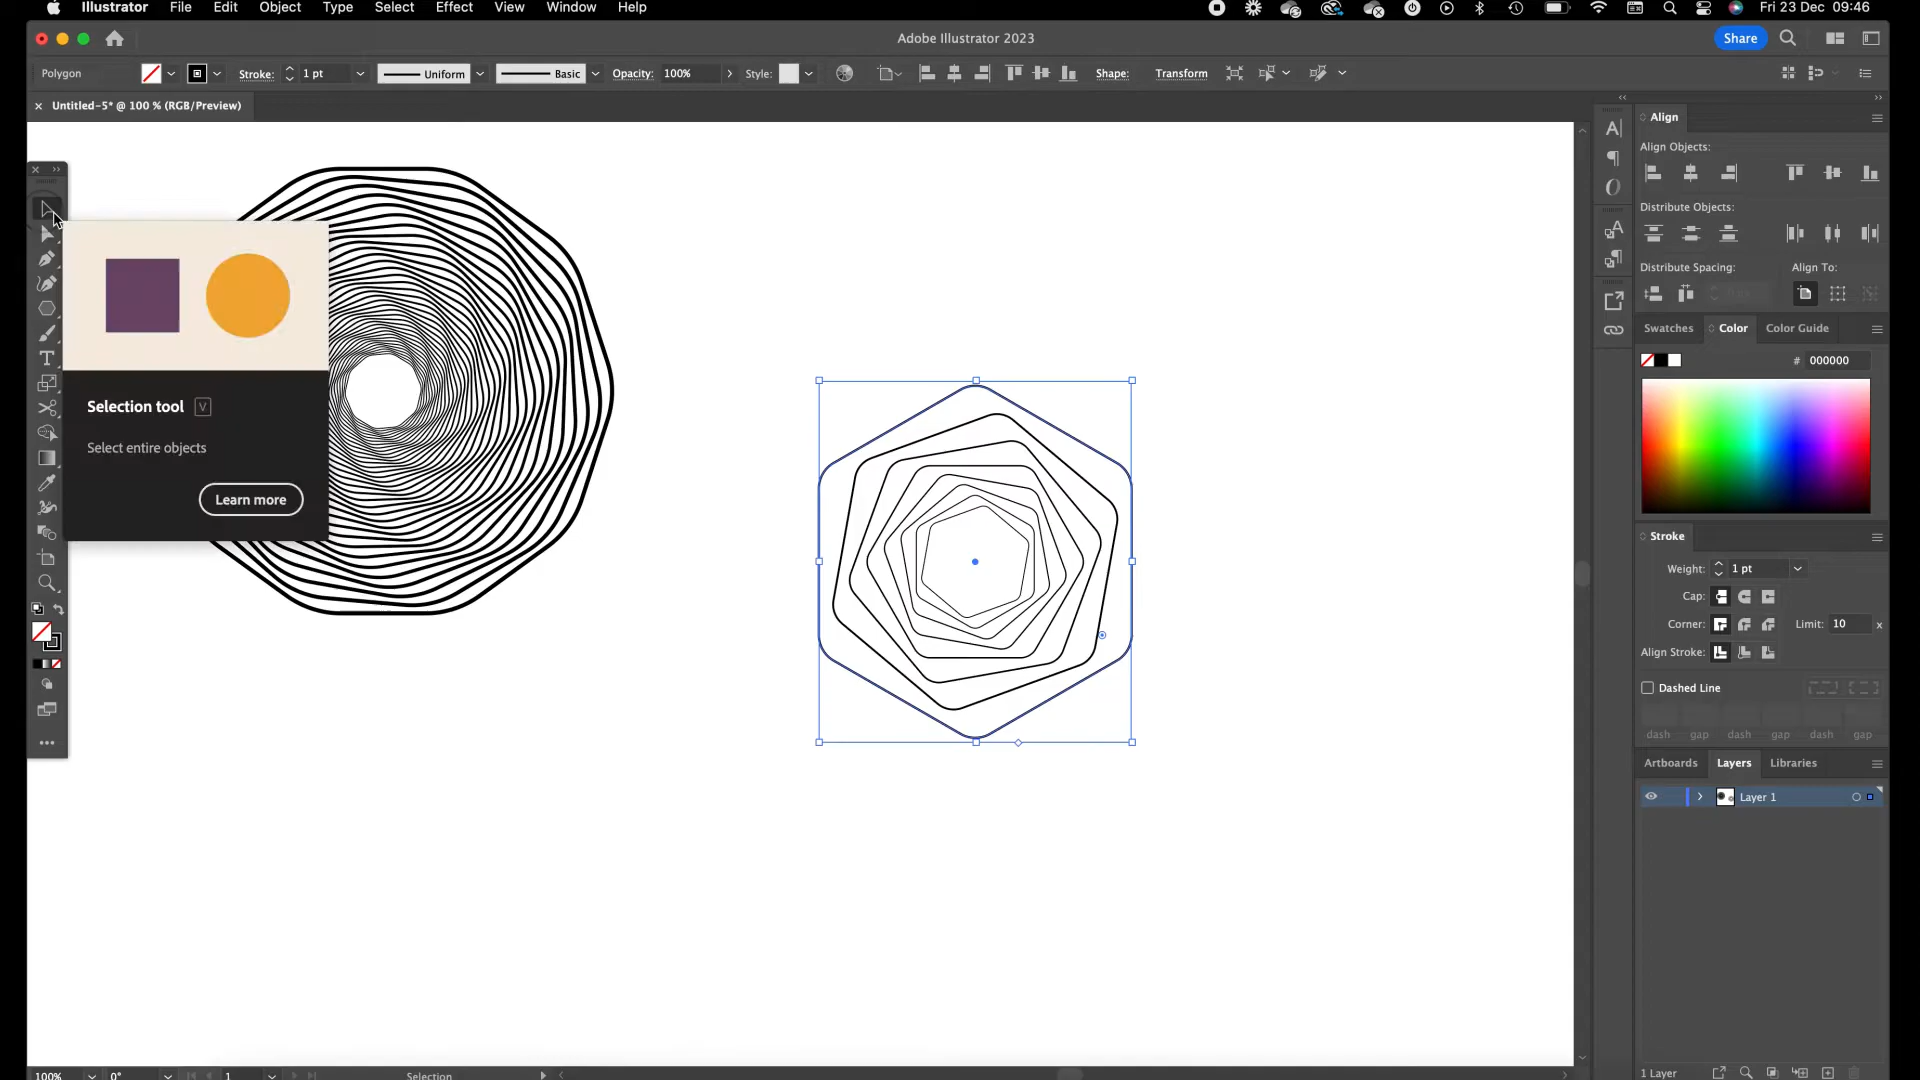 Illustrator File Edit Object Type Select Effect View Window Help Fri 23 Dec 09:46
Adobe Illustrator 2023 Share
Polygon Stroke: 1 pt Uniform Basic Opacity: 100% Style: Shape: Transform
× Untitled-5* @ 100 % (RGB/Preview)
Align
Align Objects:
Distribute Objects:
Distribute Spacing: Align To:
Swatches Color Color Guide
# 000000
Selection tool V
Select entire objects
Learn more
Stroke
Weight: 1 pt
Cap:
Corner: Limit: 10 x
Align Stroke:
Dashed Line
dash gap dash gap dash gap
Artboards Layers Libraries
Layer 1
1 Layer
100% 0° 1 Selection